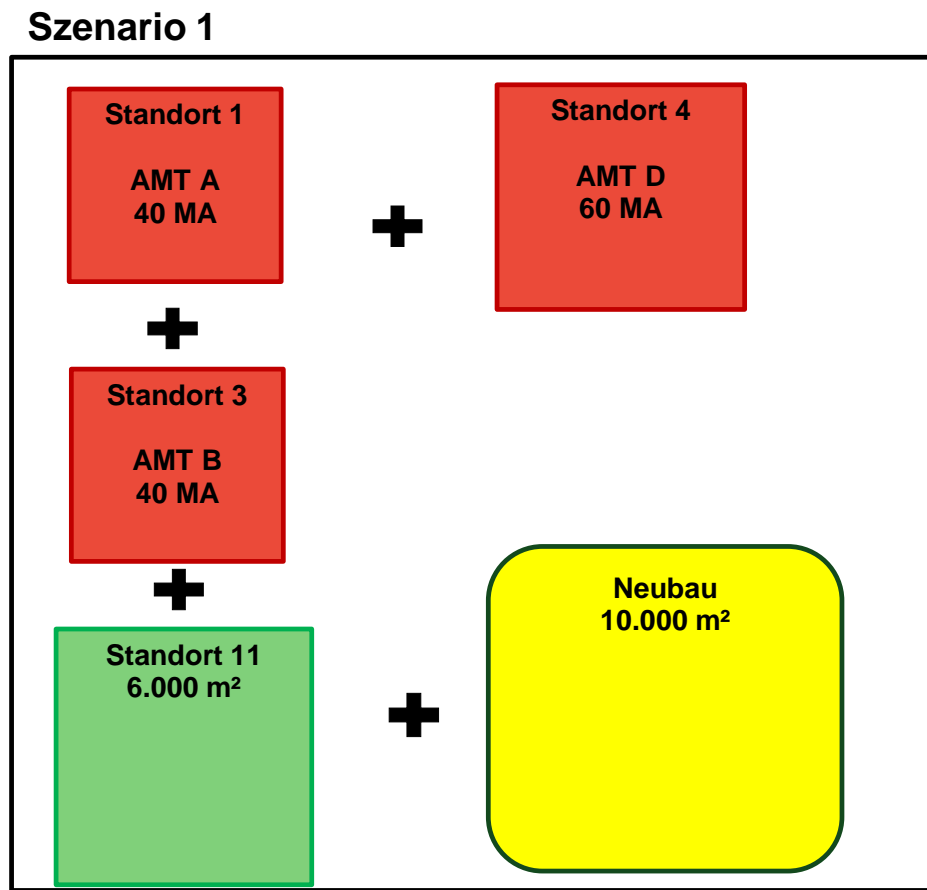 Szenario 1
Standort 1
AMT A
40 MA
Standort 4
AMT D
60 MA
Standort 3
AMT B
40 MA
Standort 11
6.000 m²
Neubau
10.000 m²